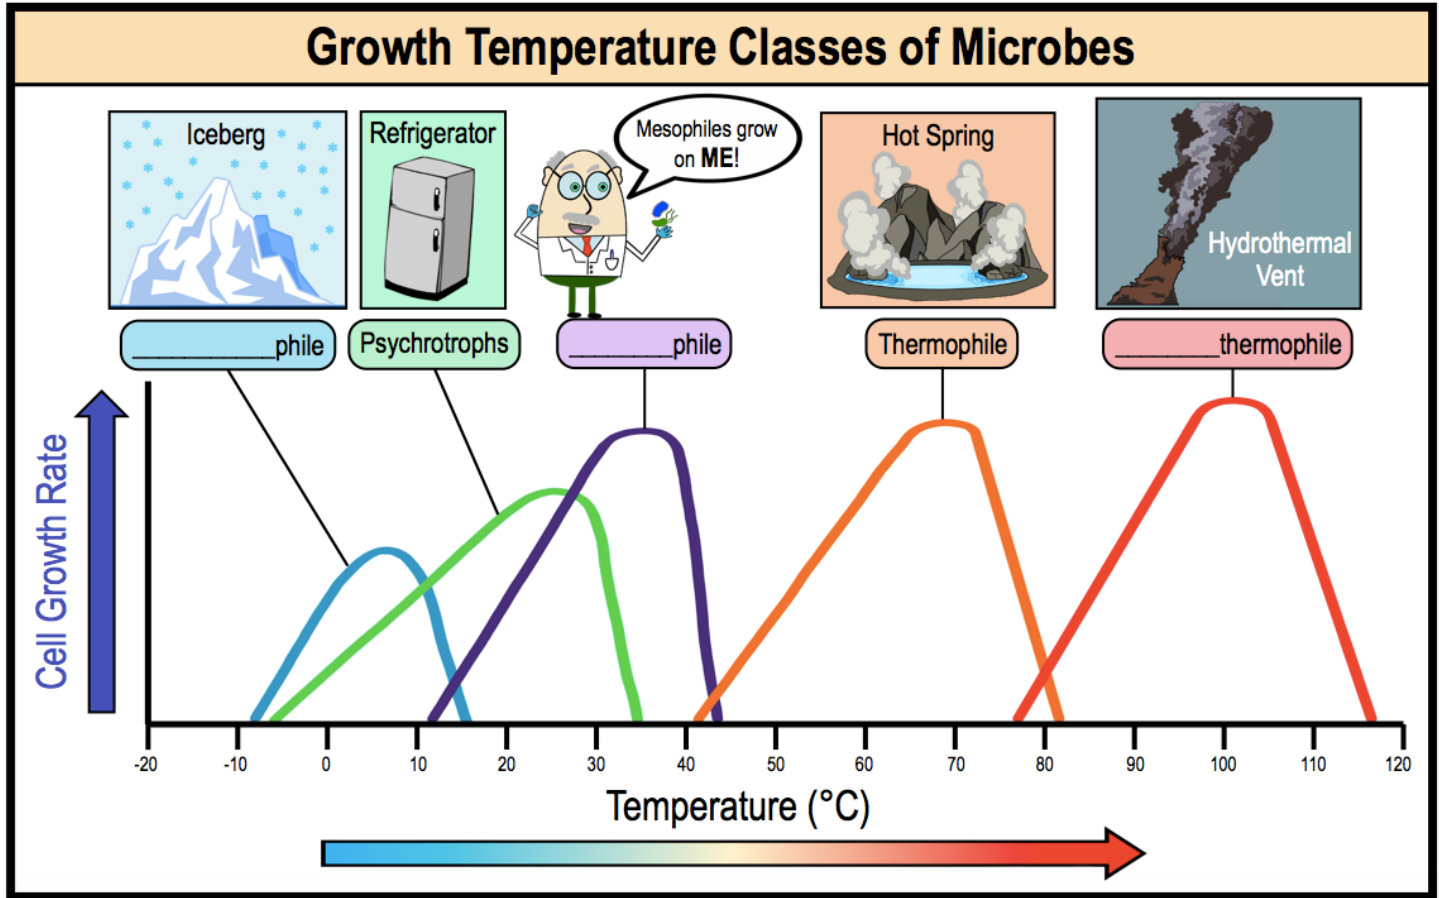 Growth Temperature Classes of Microbes
Iceberg
Refrigerator
Mesophiles grow
on ME!
Hot Spring
Hydrothermal
Vent
___________phile
Psychrotrophs
________phile
Thermophile
________thermophile
Cell Growth Rate
-20 -10 0 10 20 30 40 50 60 70 80 90 100 110 120
Temperature (°C)